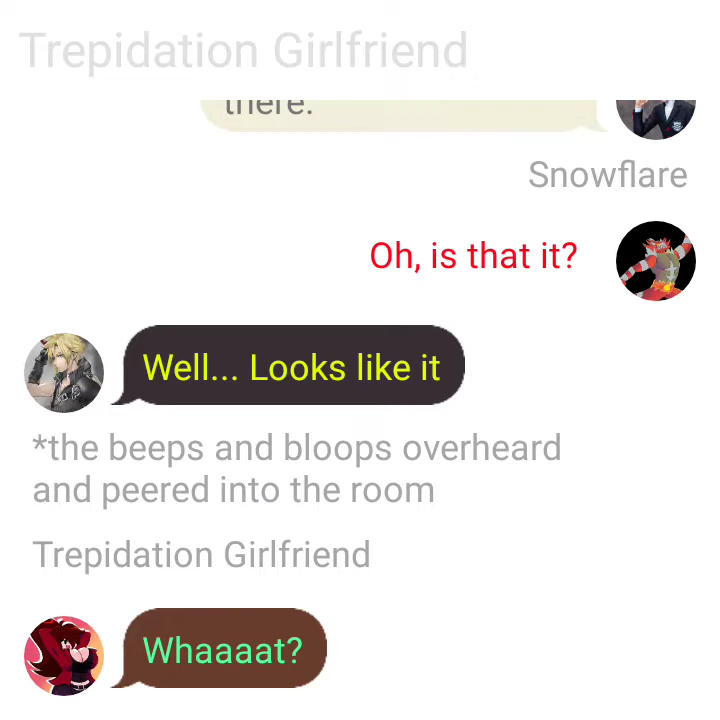 Trepidation Girlfriend
there.
Snowflare
Oh, is that it?
Well... Looks like it
*the beeps and bloops overheard
and peered into the room
Trepidation Girlfriend
Whaaaat?